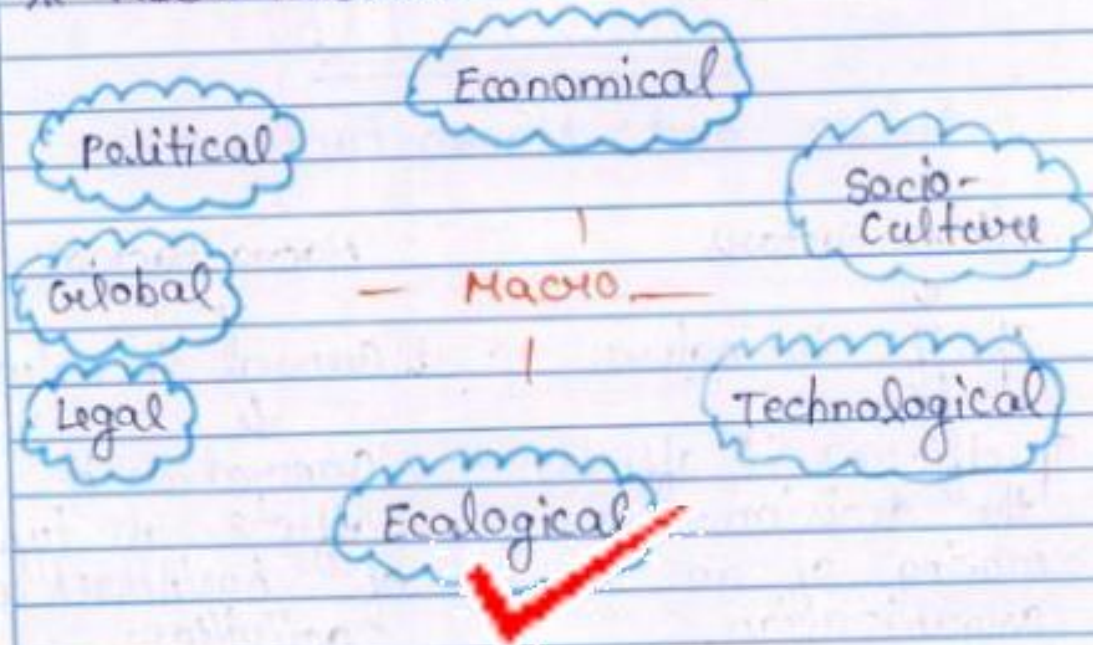 Economical
Political
Socio-
Culture
Global
Macro
Legal
Technological
Ecological